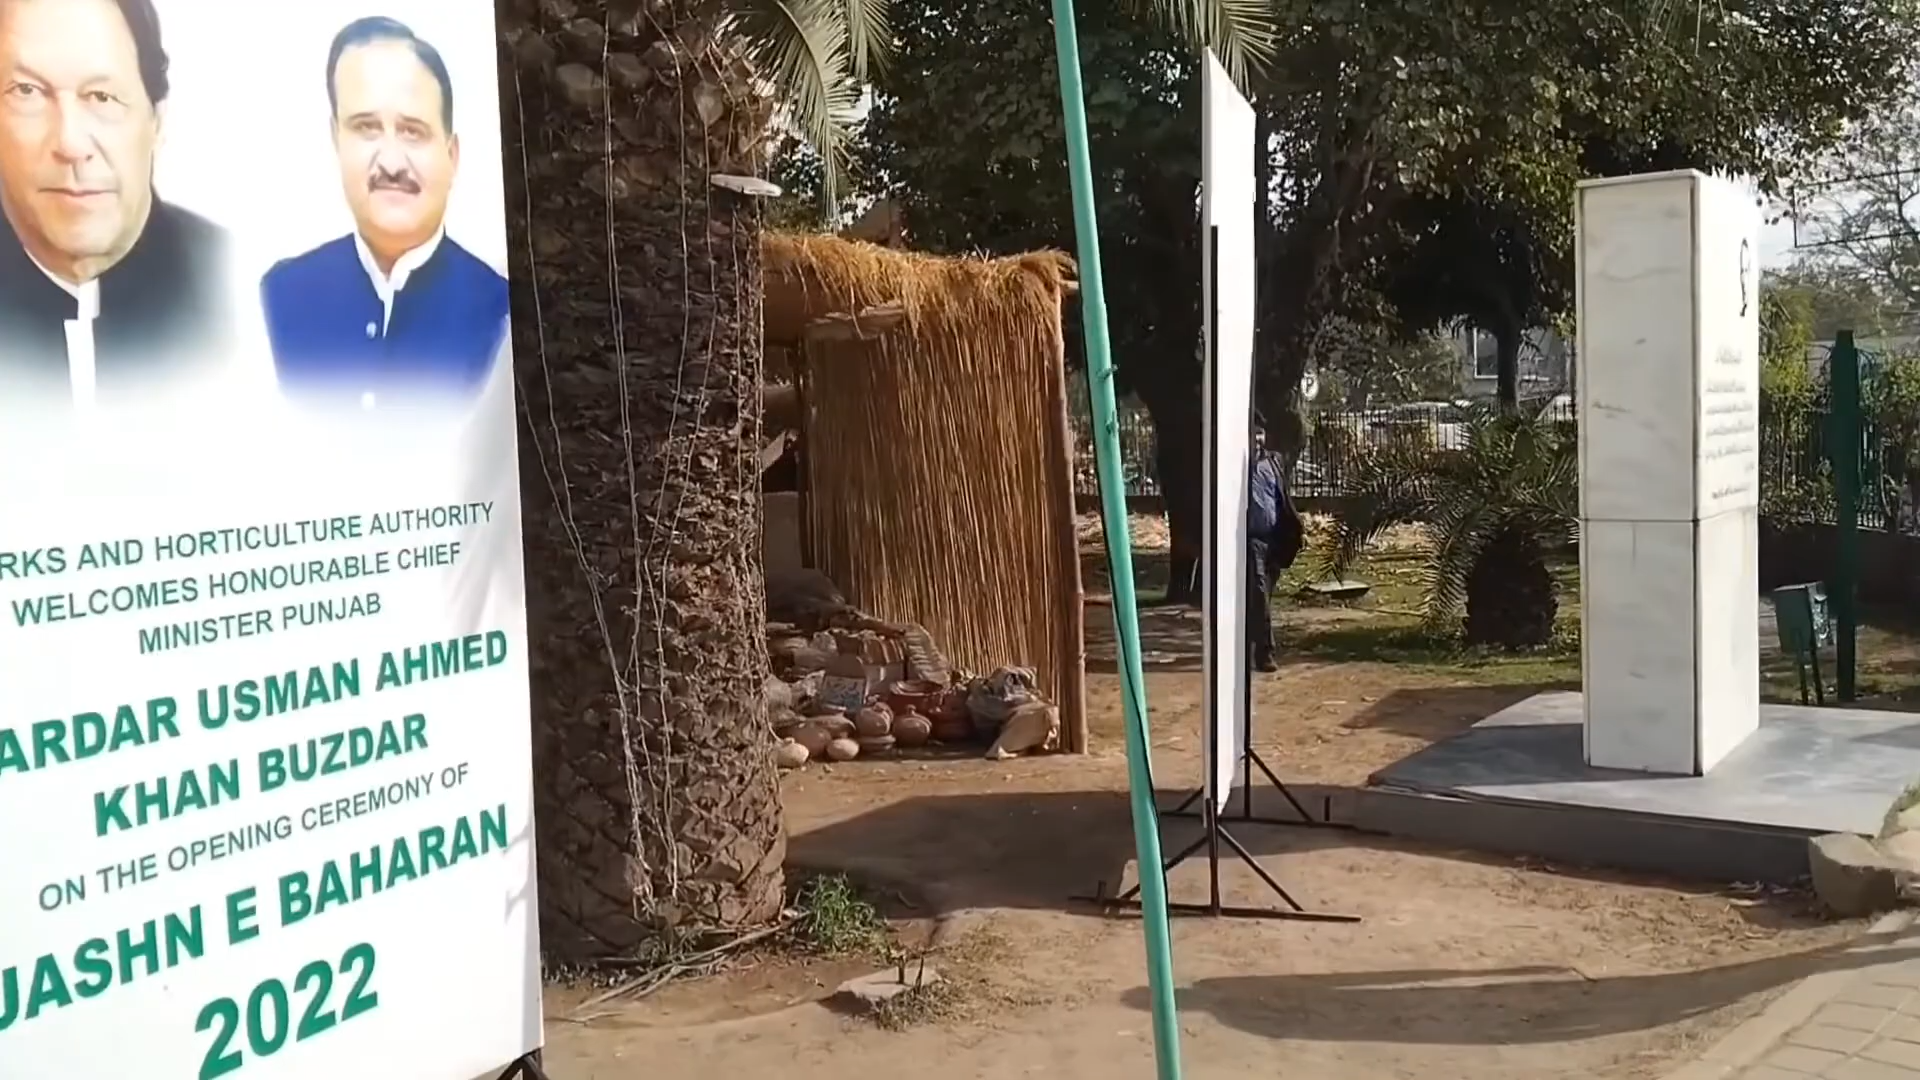 RKS AND HORTICULTURE AUTHORITY
WELCOMES HONOURABLE CHIEF
MINISTER PUNJAB
ARDAR USMAN AHMED
KHAN BUZDAR
ON THE OPENING CEREMONY OF
JASHN E BAHARAN
2022